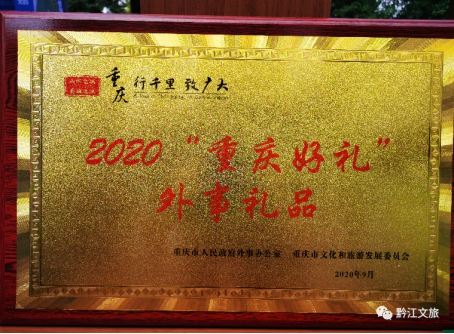 重庆 行千里 致广大
2020“重庆好礼”
外事礼品
重庆市人民政府外事办公室 重庆市文化和旅游发展委员会
2020年9月
黔江文旅